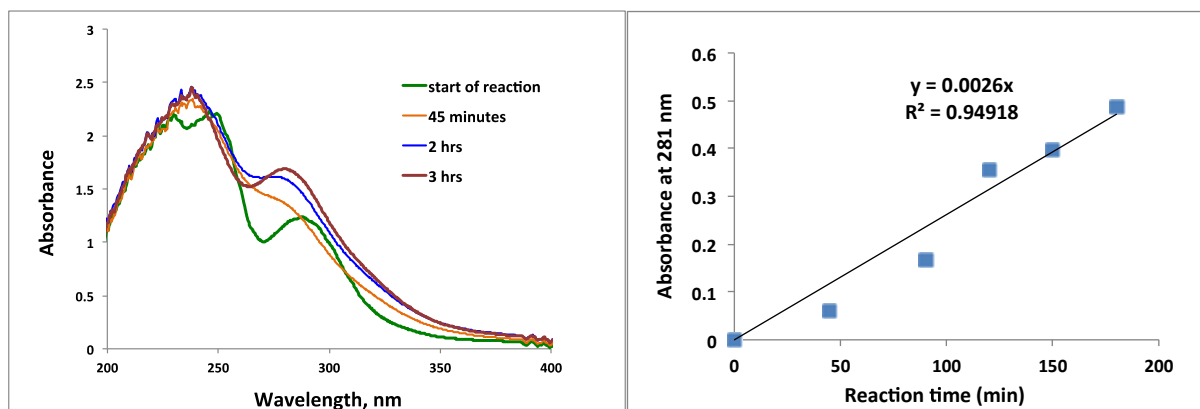 3
2.5
2
1.5
1
0.5
0
200
250
300
350
400
Absorbance
Wavelength, nm
start of reaction
45 minutes
2 hrs
3 hrs
0.6
0.5
0.4
0.3
0.2
0.1
0
0
50
100
150
200
Absorbance at 281 nm
Reaction time (min)
y = 0.0026x
R² = 0.94918